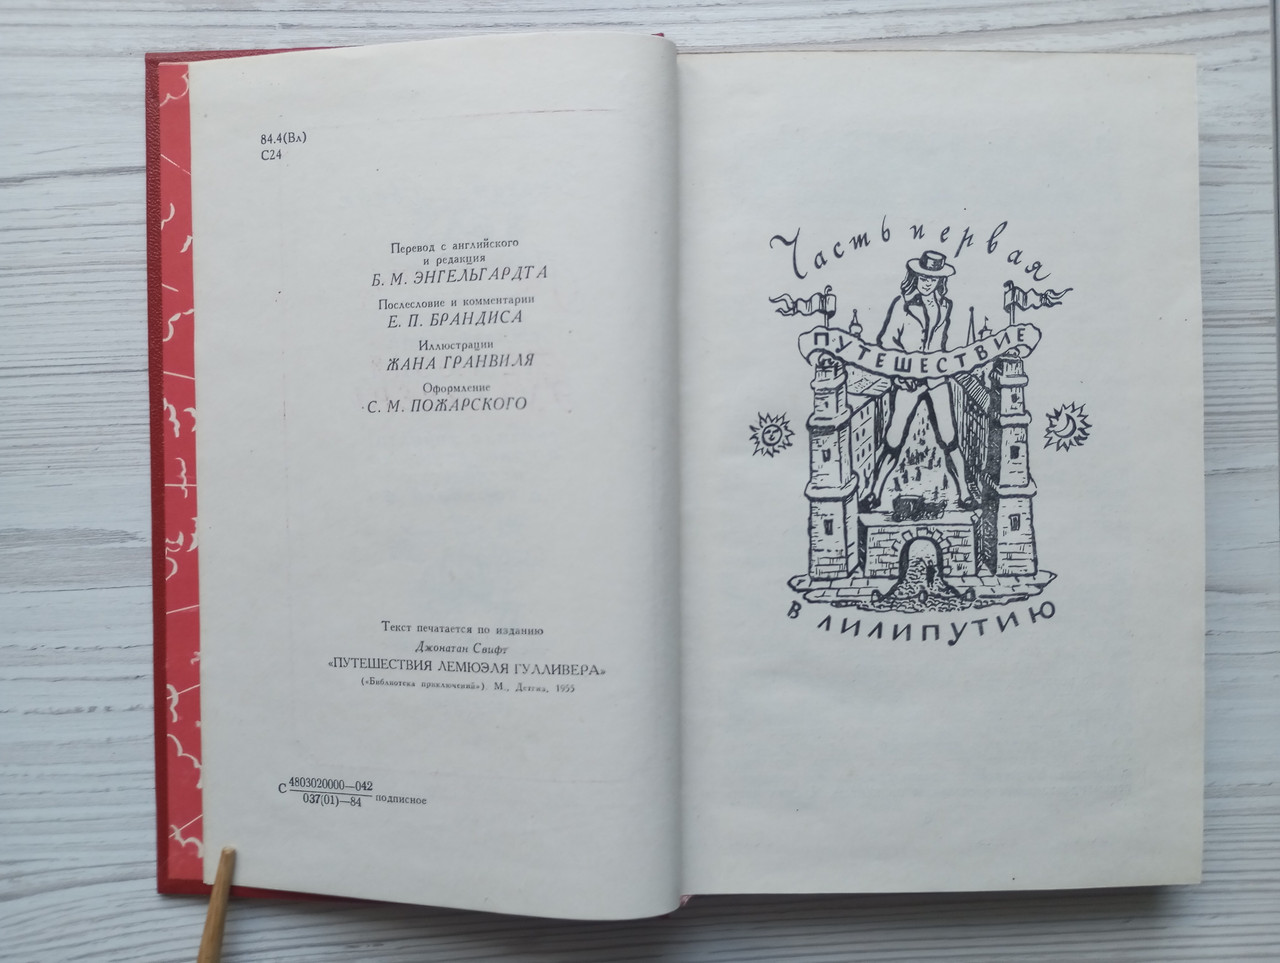 84.4(Вл)
С24
Перевод с английского
и редакция
Б. М. ЭНГЕЛЬГАРДТА
Послесловие и комментарии
Е. П. БРАНДИСА
Иллюстрации
ЖАНА ГРАНВИЛЯ
Оформление
С. М. ПОЖАРСКОГО
Текст печатается по изданию
Джонатан Свифт
«ПУТЕШЕСТВИЯ ЛЕМЮЭЛЯ ГУЛЛИВЕРА»
(«Библиотека приключений»). М., Детгиз, 1955
С 4803020000—042
037(01)—84 подписное
Часть первая
ПУТЕШЕСТВИЕ
В ЛИЛИПУТИЮ